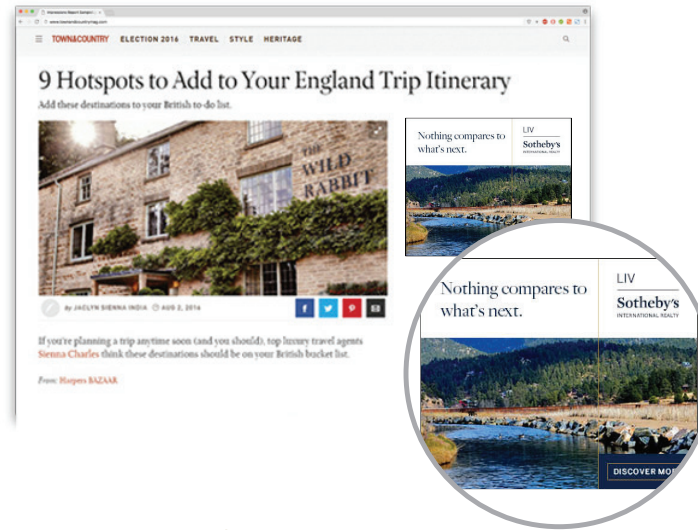 www.townandcountrymag.com
TOWN&COUNTRY ELECTION 2016 TRAVEL STYLE HERITAGE
9 Hotspots to Add to Your England Trip Itinerary
Add these destinations to your British to-do list.
THE
WILD
RABBIT
By JACLYN SIENNA INDIA AUG 2, 2016
If you're planning a trip anytime soon (and you should), top luxury travel agents
Sienna Charles think these destinations should be on your British bucket list.
From: Harpers BAZAAR
Nothing compares to
what's next.
LIV
Sotheby's
INTERNATIONAL REALTY
Nothing compares to
what's next.
LIV
Sotheby's
INTERNATIONAL REALTY
DISCOVER MO